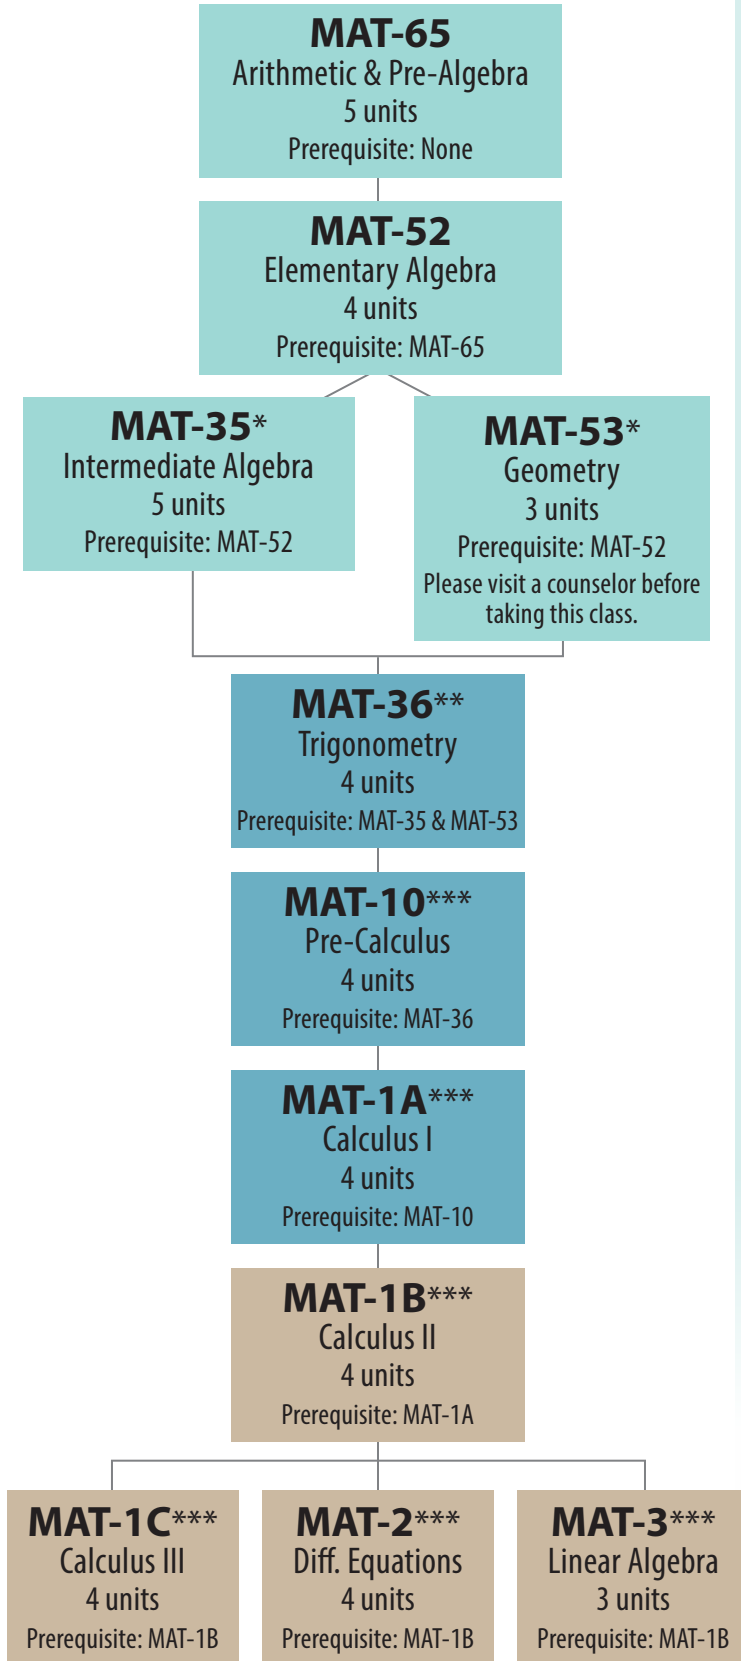 MAT-65
Arithmetic & Pre-Algebra
5 units
Prerequisite: None
MAT-52
Elementary Algebra
4 units
Prerequisite: MAT-65
MAT-35*
Intermediate Algebra
5 units
Prerequisite: MAT-52
MAT-53*
Geometry
3 units
Prerequisite: MAT-52
Please visit a counselor before
taking this class.
MAT-36**
Trigonometry
4 units
Prerequisite: MAT-35 & MAT-53
MAT-10***
Pre-Calculus
4 units
Prerequisite: MAT-36
MAT-1A***
Calculus I
4 units
Prerequisite: MAT-10
MAT-1B***
Calculus II
4 units
Prerequisite: MAT-1A
MAT-1C***
Calculus III
4 units
Prerequisite: MAT-1B
MAT-2***
Diff. Equations
4 units
Prerequisite: MAT-1B
MAT-3***
Linear Algebra
3 units
Prerequisite: MAT-1B